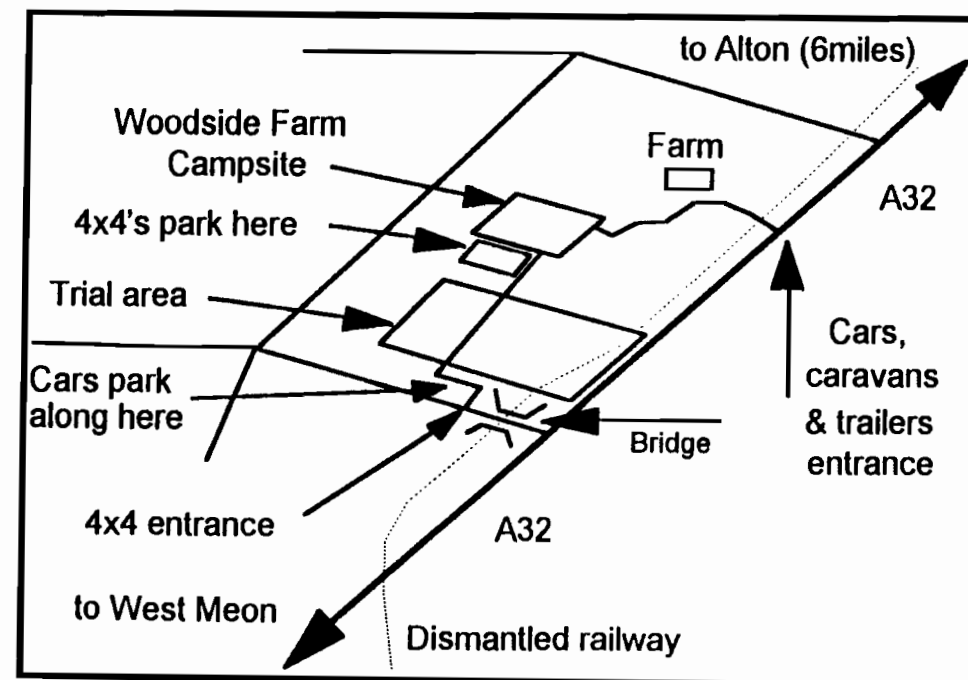 to Alton (6miles)
Woodside Farm
Campsite
Farm
A32
4x4's park here
Trial area
Cars,
caravans
& trailers
entrance
Cars park
along here
Bridge
4x4 entrance
A32
to West Meon
Dismantled railway